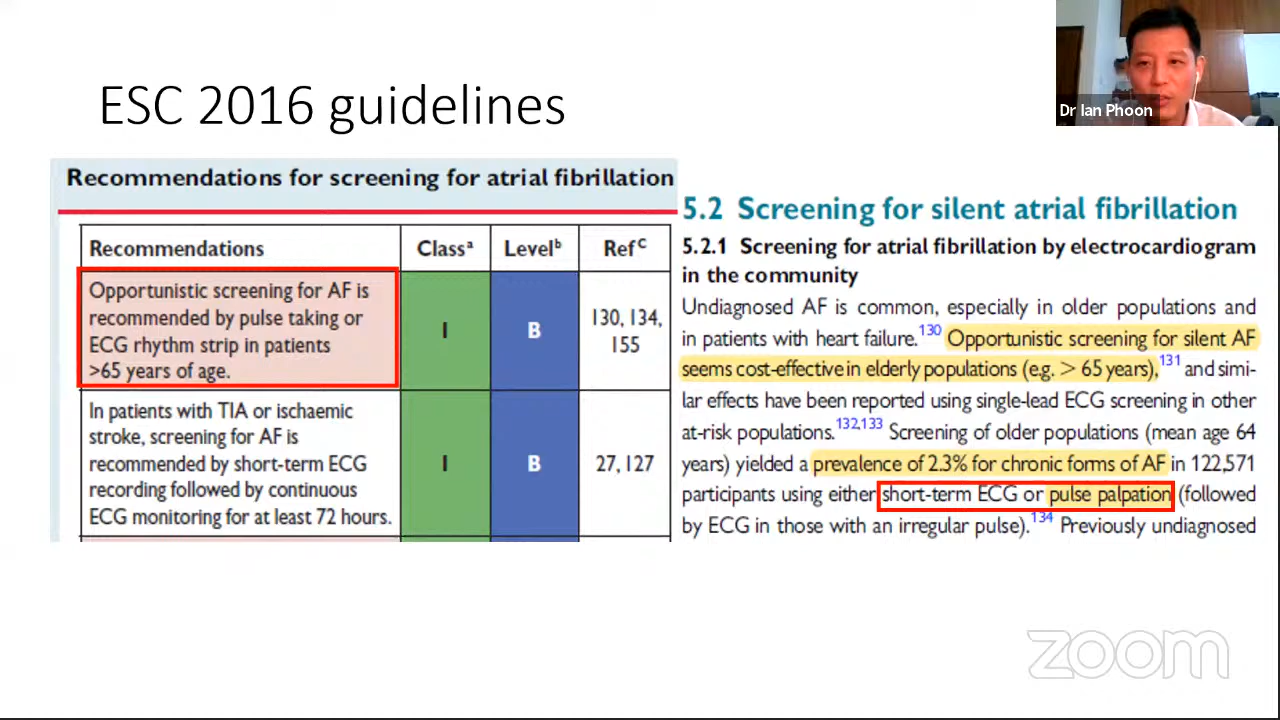 ESC 2016 guidelines
Dr Ian Phoon
Recommendations for screening for atrial fibrillation
Recommendations Class a Level b Ref C
Opportunistic screening for AF is
recommended by pulse taking or
ECG rhythm strip in patients
>65 years of age.
I
B
130, 134,
155
In patients with TIA or ischaemic
stroke, screening for AF is
recommended by short-term ECG
recording followed by continuous
ECG monitoring for at least 72 hours.
I
B
27, 127
5.2 Screening for silent atrial fibrillation
5.2.1 Screening for atrial fibrillation by electrocardiogram
in the community
Undiagnosed AF is common, especially in older populations and
in patients with heart failure.130 Opportunistic screening for silent AF
seems cost-effective in elderly populations (e.g. > 65 years),131 and simi-
lar effects have been reported using single-lead ECG screening in other
at-risk populations.132,133 Screening of older populations (mean age 64
years) yielded a prevalence of 2.3% for chronic forms of AF in 122,571
participants using either short-term ECG or pulse palpation (followed
by ECG in those with an irregular pulse).134 Previously undiagnosed
zoom